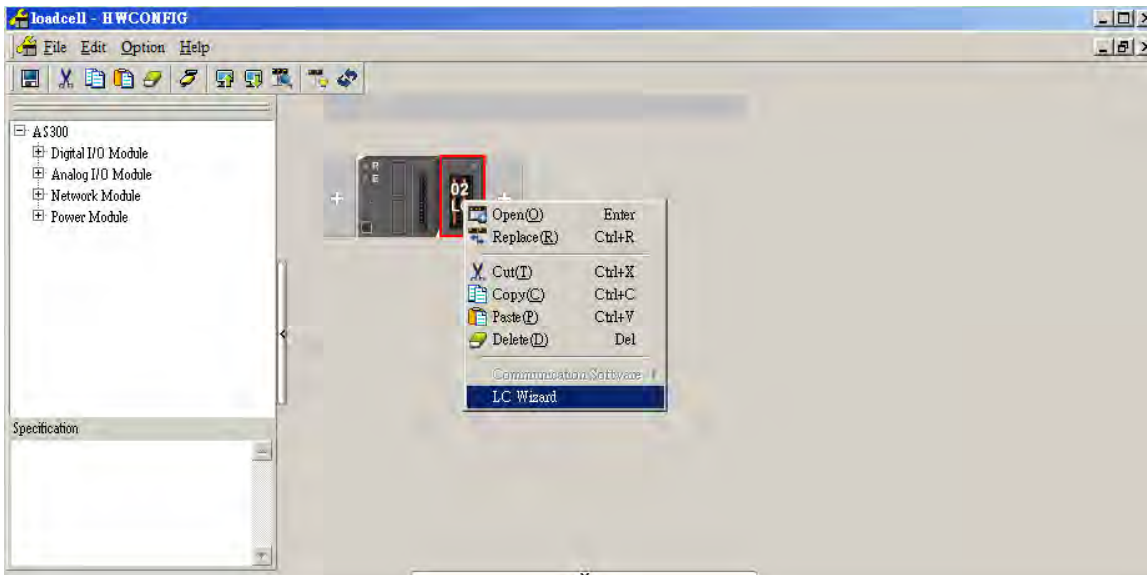 loadcell - HWCONFIG
File Edit Option Help
AS300
Digital I/O Module
Analog I/O Module
Network Module
Power Module
R
E
02
Open(O) Enter
Replace(R) Ctrl+R
Cut(T) Ctrl+X
Copy(C) Ctrl+C
Paste(P) Ctrl+V
Delete(D) Del
Communication Software
LC Wizard
Specification